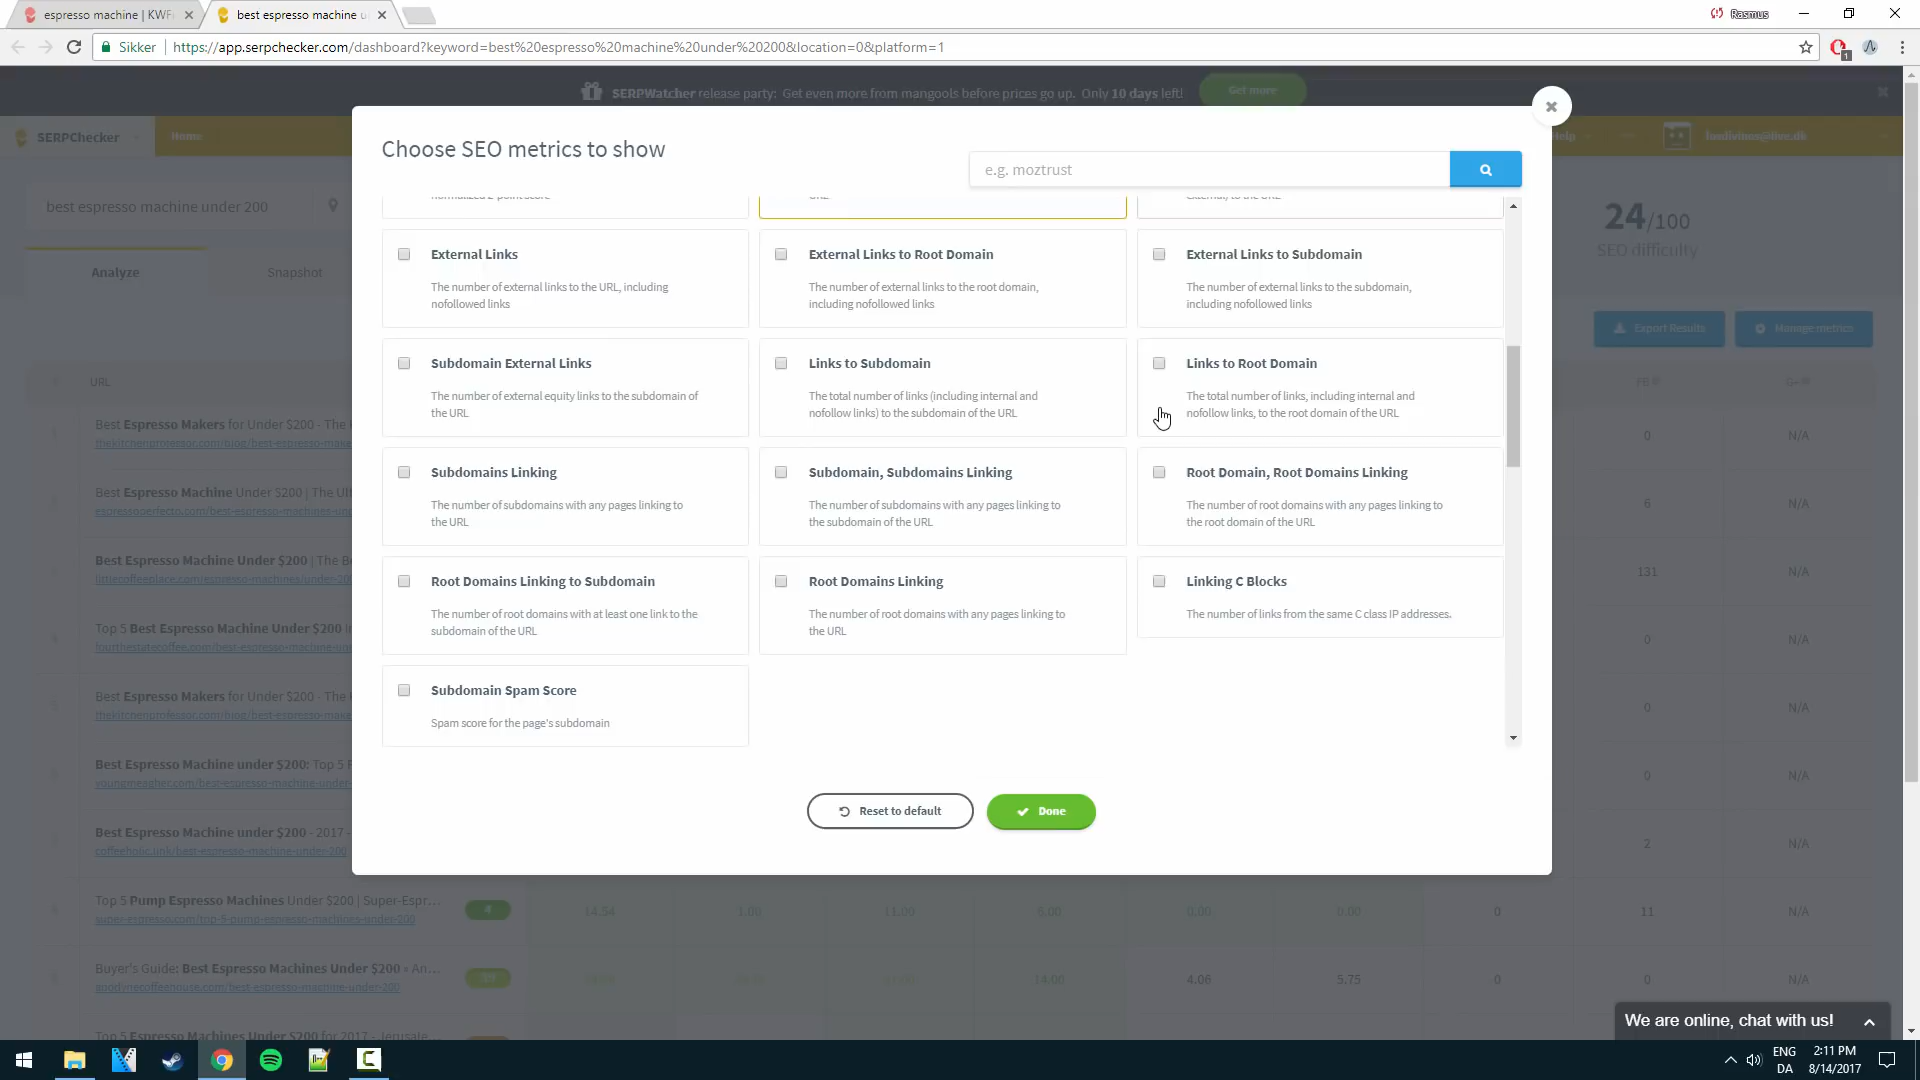 espresso machine | KWF
best espresso machine u
Rasmus
Sikker
https://app.serpchecker.com/dashboard?keyword=best%20espresso%20machine%20under%20200&location=0&platform=1
SERPWatcher release party: Get even more from mangools before prices go up. Only 10 days left!
Get more
SERPChecker
Home
Help
Choose SEO metrics to show
e.g. moztrust
best espresso machine under 200
24/100
SEO difficulty
Analyze
Snapshot
Export Results
Manage metrics
normalized
URL
external) to the URL
External Links
The number of external links to the URL, including
nofollowed links
External Links to Root Domain
The number of external links to the root domain,
including nofollowed links
External Links to Subdomain
The number of external links to the subdomain,
including nofollowed links
Subdomain External Links
The number of external equity links to the subdomain of
the URL
Links to Subdomain
The total number of links (including internal and
nofollow links) to the subdomain of the URL
Links to Root Domain
The total number of links, including internal and
nofollow links, to the root domain of the URL
Subdomains Linking
The number of subdomains with any pages linking to
the URL
Subdomain, Subdomains Linking
The number of subdomains with any pages linking to
the subdomain of the URL
Root Domain, Root Domains Linking
The number of root domains with any pages linking to
the root domain of the URL
Root Domains Linking to Subdomain
The number of root domains with at least one link to the
subdomain of the URL
Root Domains Linking
The number of root domains with any pages linking to
the URL
Linking C Blocks
The number of links from the same C class IP addresses.
Subdomain Spam Score
Spam score for the page's subdomain
Reset to default
Done
URL
FB
G+
Best Espresso Makers for Under $200 - The K
thekitchenprofessor.com/blog/best-espresso-make
0
N/A
Best Espresso Machine Under $200 | The Ult
espressoperfecto.com/best-espresso-machines-und
6
N/A
Best Espresso Machine Under $200 | The Be
littlecoffeeplace.com/espresso-machines/under-200
131
N/A
Top 5 Best Espresso Machine Under $200 In
fourthestatecoffee.com/best-espresso-machine-un
0
N/A
Best Espresso Makers for Under $200 - The K
thekitchenprofessor.com/blog/best-espresso-make
0
N/A
Best Espresso Machine under $200: Top 5 F
youngmeagher.com/best-espresso-machine-under-
0
N/A
Best Espresso Machine under $200 - 2017 -
coffeeholic.link/best-espresso-machine-under-200
2
N/A
Top 5 Pump Espresso Machines Under $200 | Super-Espr...
super-espresso.com/top-5-pump-espresso-machines-under-200
4
14.54
1.00
11.00
6.00
0.00
0.00
0
11
N/A
Buyer's Guide: Best Espresso Machines Under $200 » An...
anodynecoffeehouse.com/best-espresso-machine-under-200
14.00
4.06
5.75
0
0
N/A
Top 5 Espresso Machines Under $200 for 2017 - Jerusale...
We are online, chat with us!
ENG
DA
2:11 PM
8/14/2017